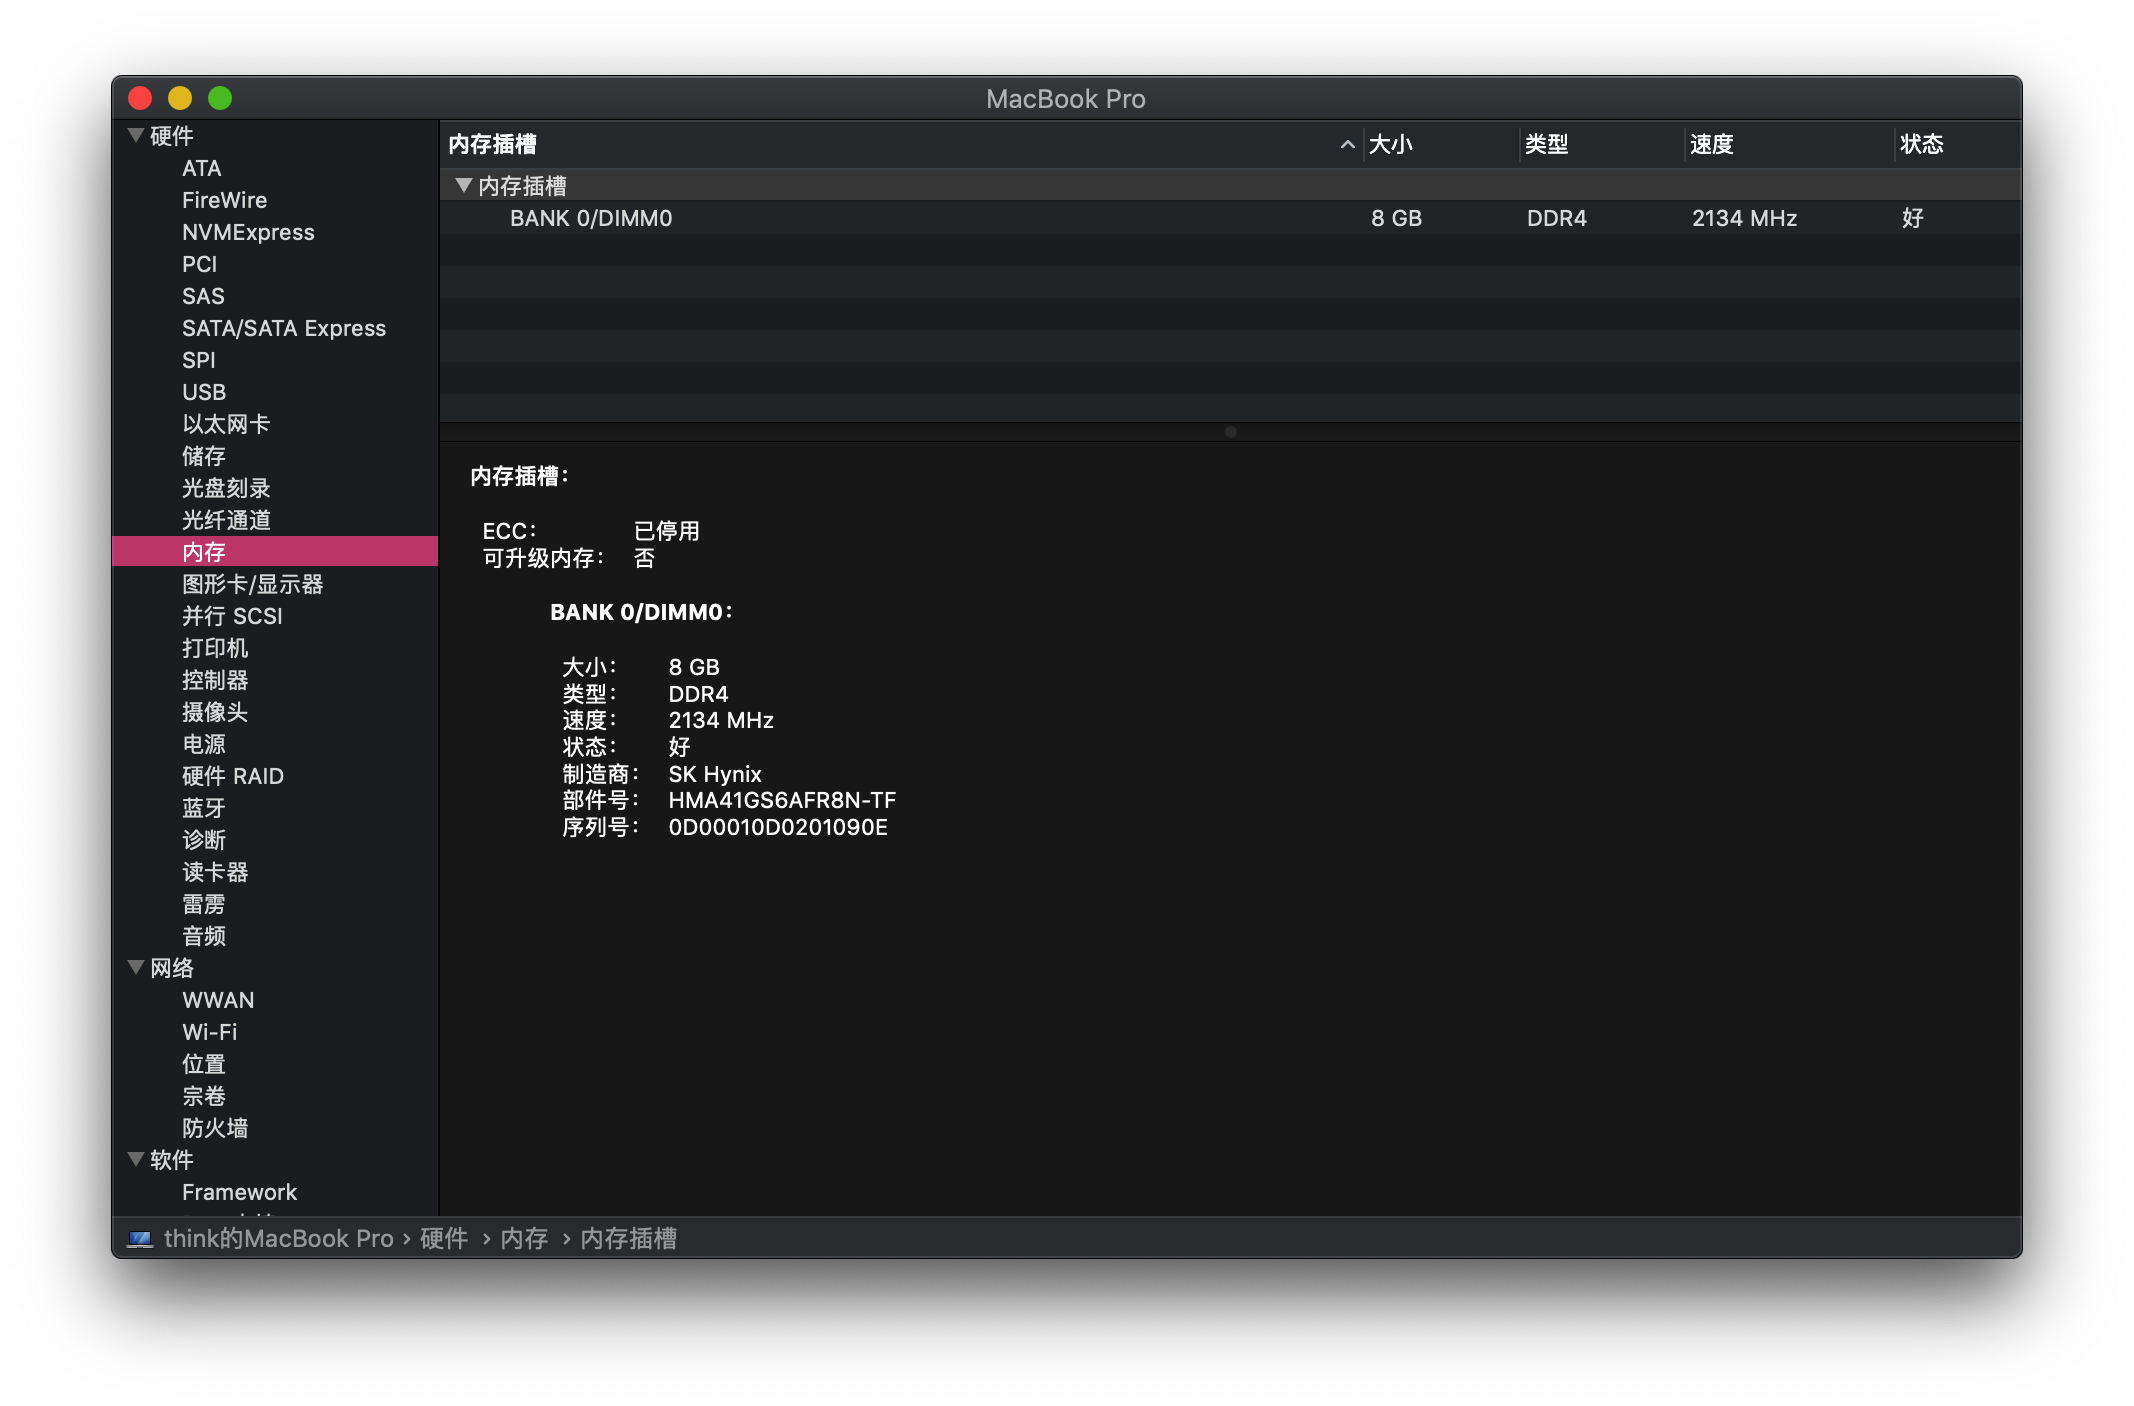 MacBook Pro
硬件
ATA
FireWire
NVMExpress
PCI
SAS
SATA/SATA Express
SPI
USB
以太网卡
储存
光盘刻录
光纤通道
内存
图形卡/显示器
并行 SCSI
打印机
控制器
摄像头
电源
硬件 RAID
蓝牙
诊断
读卡器
雷雳
音频
网络
WWAN
Wi-Fi
位置
宗卷
防火墙
软件
Framework
内存插槽 大小 类型 速度 状态
内存插槽
BANK 0/DIMM0 8 GB DDR4 2134 MHz 好
内存插槽：
ECC： 已停用
可升级内存： 否
BANK 0/DIMM0：
大小： 8 GB
类型： DDR4
速度： 2134 MHz
状态： 好
制造商： SK Hynix
部件号： HMA41GS6AFR8N-TF
序列号： 0D00010D0201090E
think的MacBook Pro › 硬件 › 内存 › 内存插槽